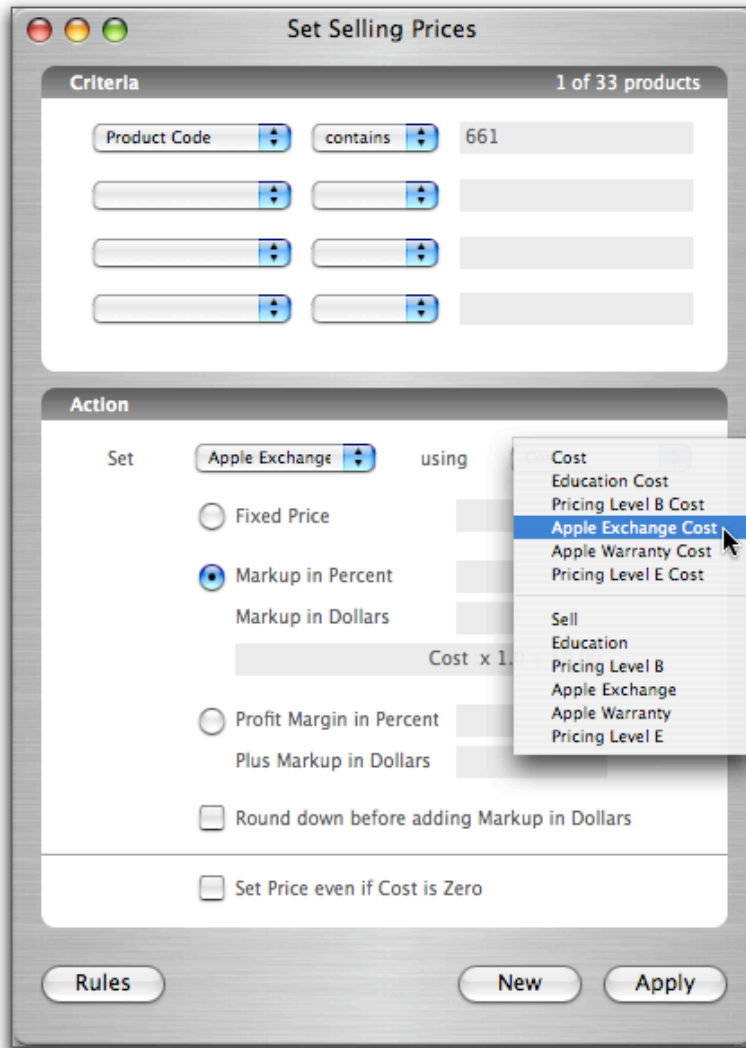 Set Selling Prices
Criteria 1 of 33 products
Product Code contains 661
Action
Set Apple Exchange using
Cost
Education Cost
Pricing Level B Cost
Apple Exchange Cost
Apple Warranty Cost
Pricing Level E Cost
Sell
Education
Pricing Level B
Apple Exchange
Apple Warranty
Pricing Level E
Fixed Price
Markup in Percent
Markup in Dollars
Cost x 1.
Profit Margin in Percent
Plus Markup in Dollars
Round down before adding Markup in Dollars
Set Price even if Cost is Zero
Rules New Apply